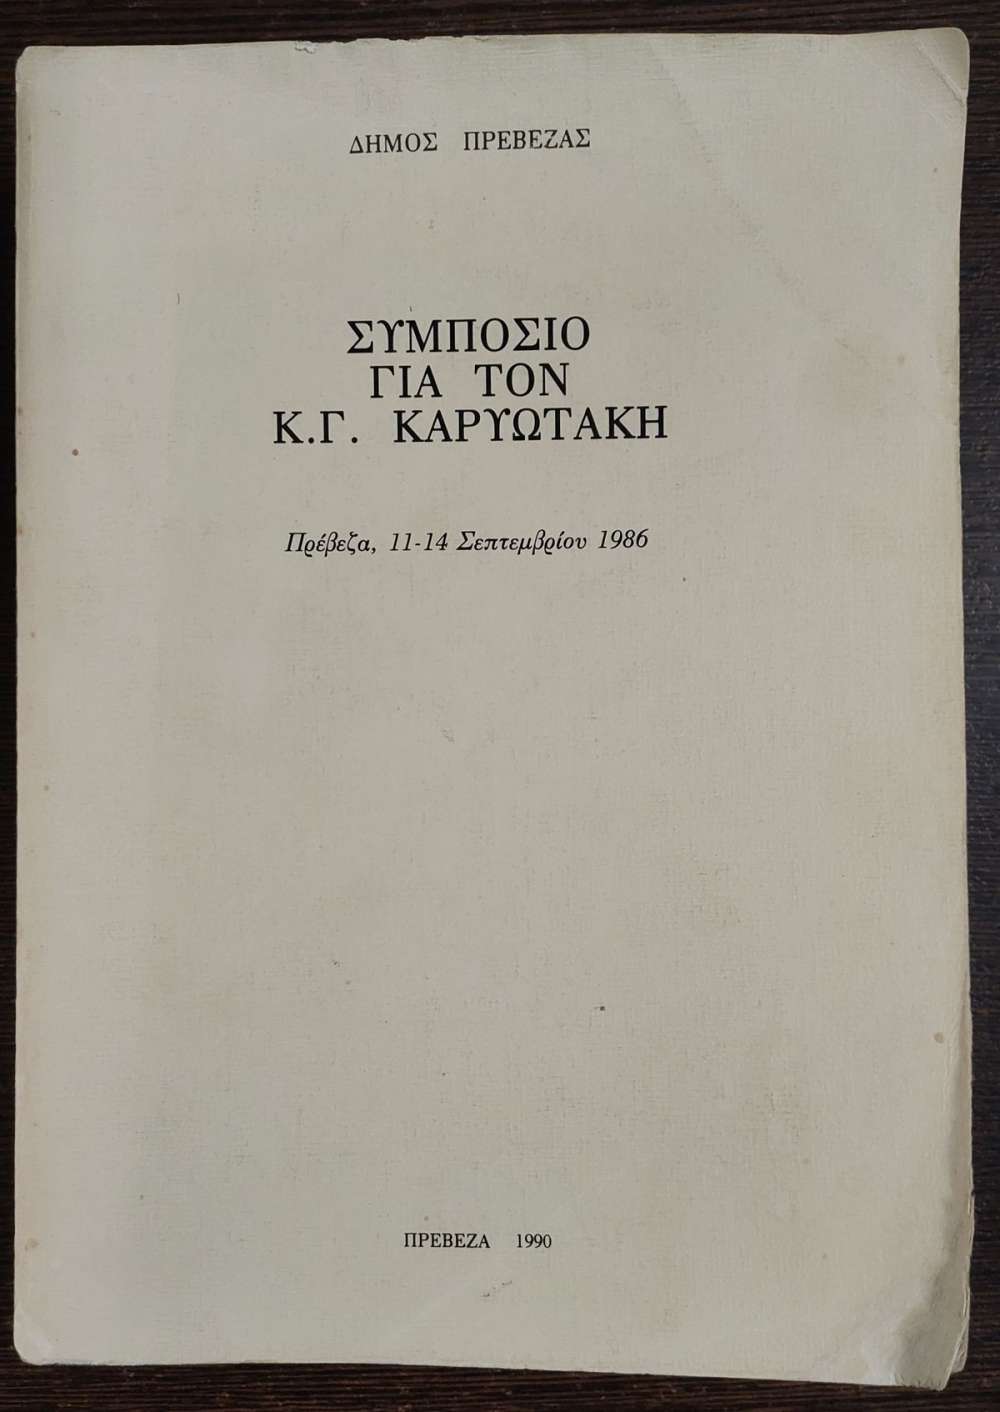 ΔΗΜΟΣ ΠΡΕΒΕΖΑΣ
ΣΥΜΠΟΣΙΟ
ΓΙΑ ΤΟΝ
Κ.Γ. ΚΑΡΥΩΤΑΚΗ
Πρέβεζα, 11-14 Σεπτεμβρίου 1986
ΠΡΕΒΕΖΑ 1990